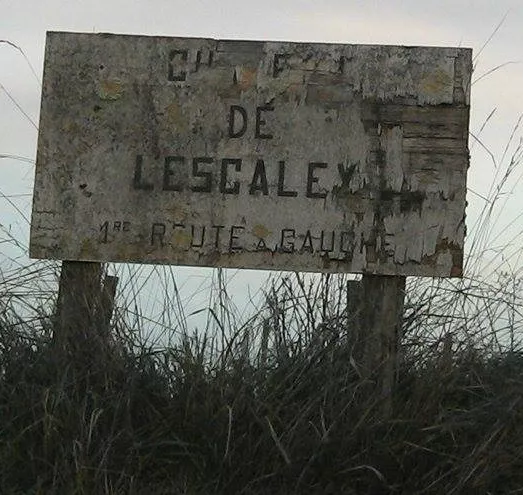 DE
LESCALEY
1RE ROUTE À GAUCHE